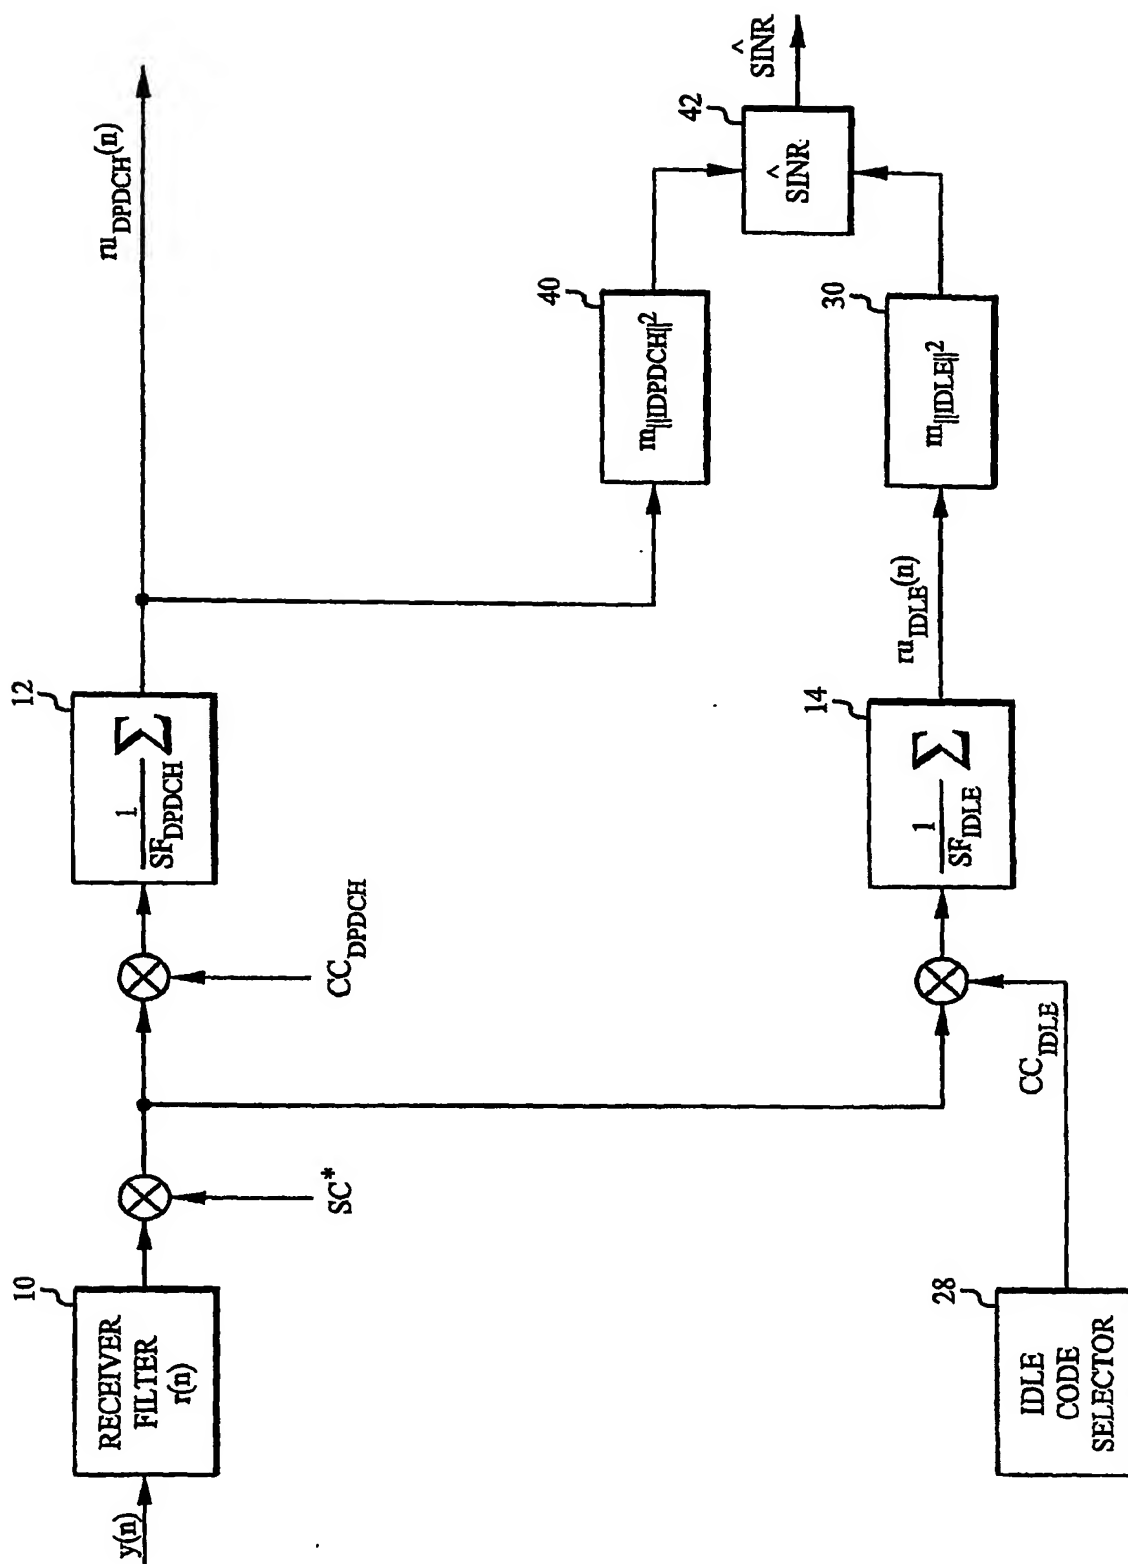 y(n)
RECEIVER
FILTER
r(n)
10
SC*
CC_DPDCH
1
SF_DPDCH
Σ
12
ru_DPDCH(n)
IDLE
CODE
SELECTOR
28
CC_IDLE
1
SF_IDLE
Σ
14
ru_IDLE(n)
m_||DPDCH||^2
40
m_||IDLE||^2
30
^
SINR
42
^
SINR